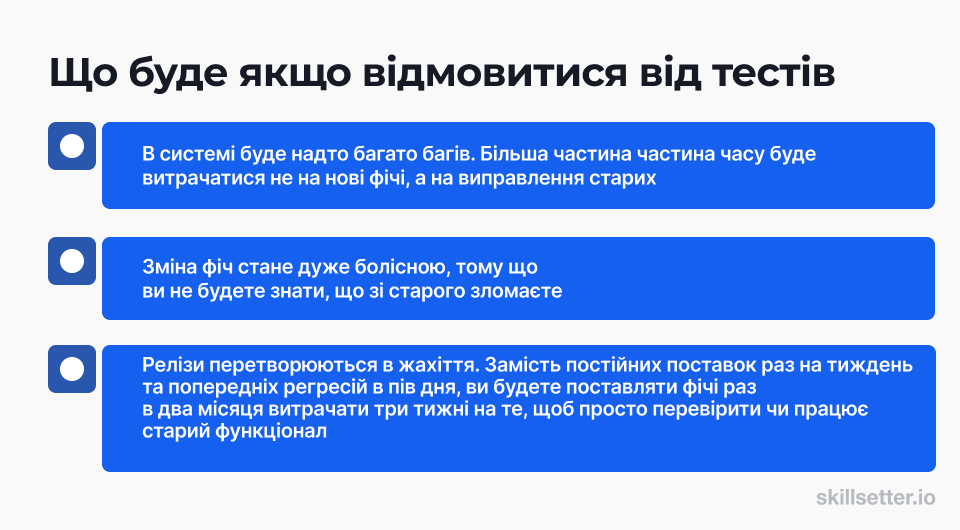 Що буде якщо відмовитися від тестів
В системі буде надто багато багів. Більша частина частина часу буде
витрачатися не на нові фічі, а на виправлення старих
Зміна фіч стане дуже болісною, тому що
ви не будете знати, що зі старого зломаєте
Релізи перетворюються в жахіття. Замість постійних поставок раз на тиждень
та попередніх регресій в пів дня, ви будете поставляти фічі раз
в два місяця витрачати три тижні на те, щоб просто перевірити чи працює
старий функціонал
skillsetter.io